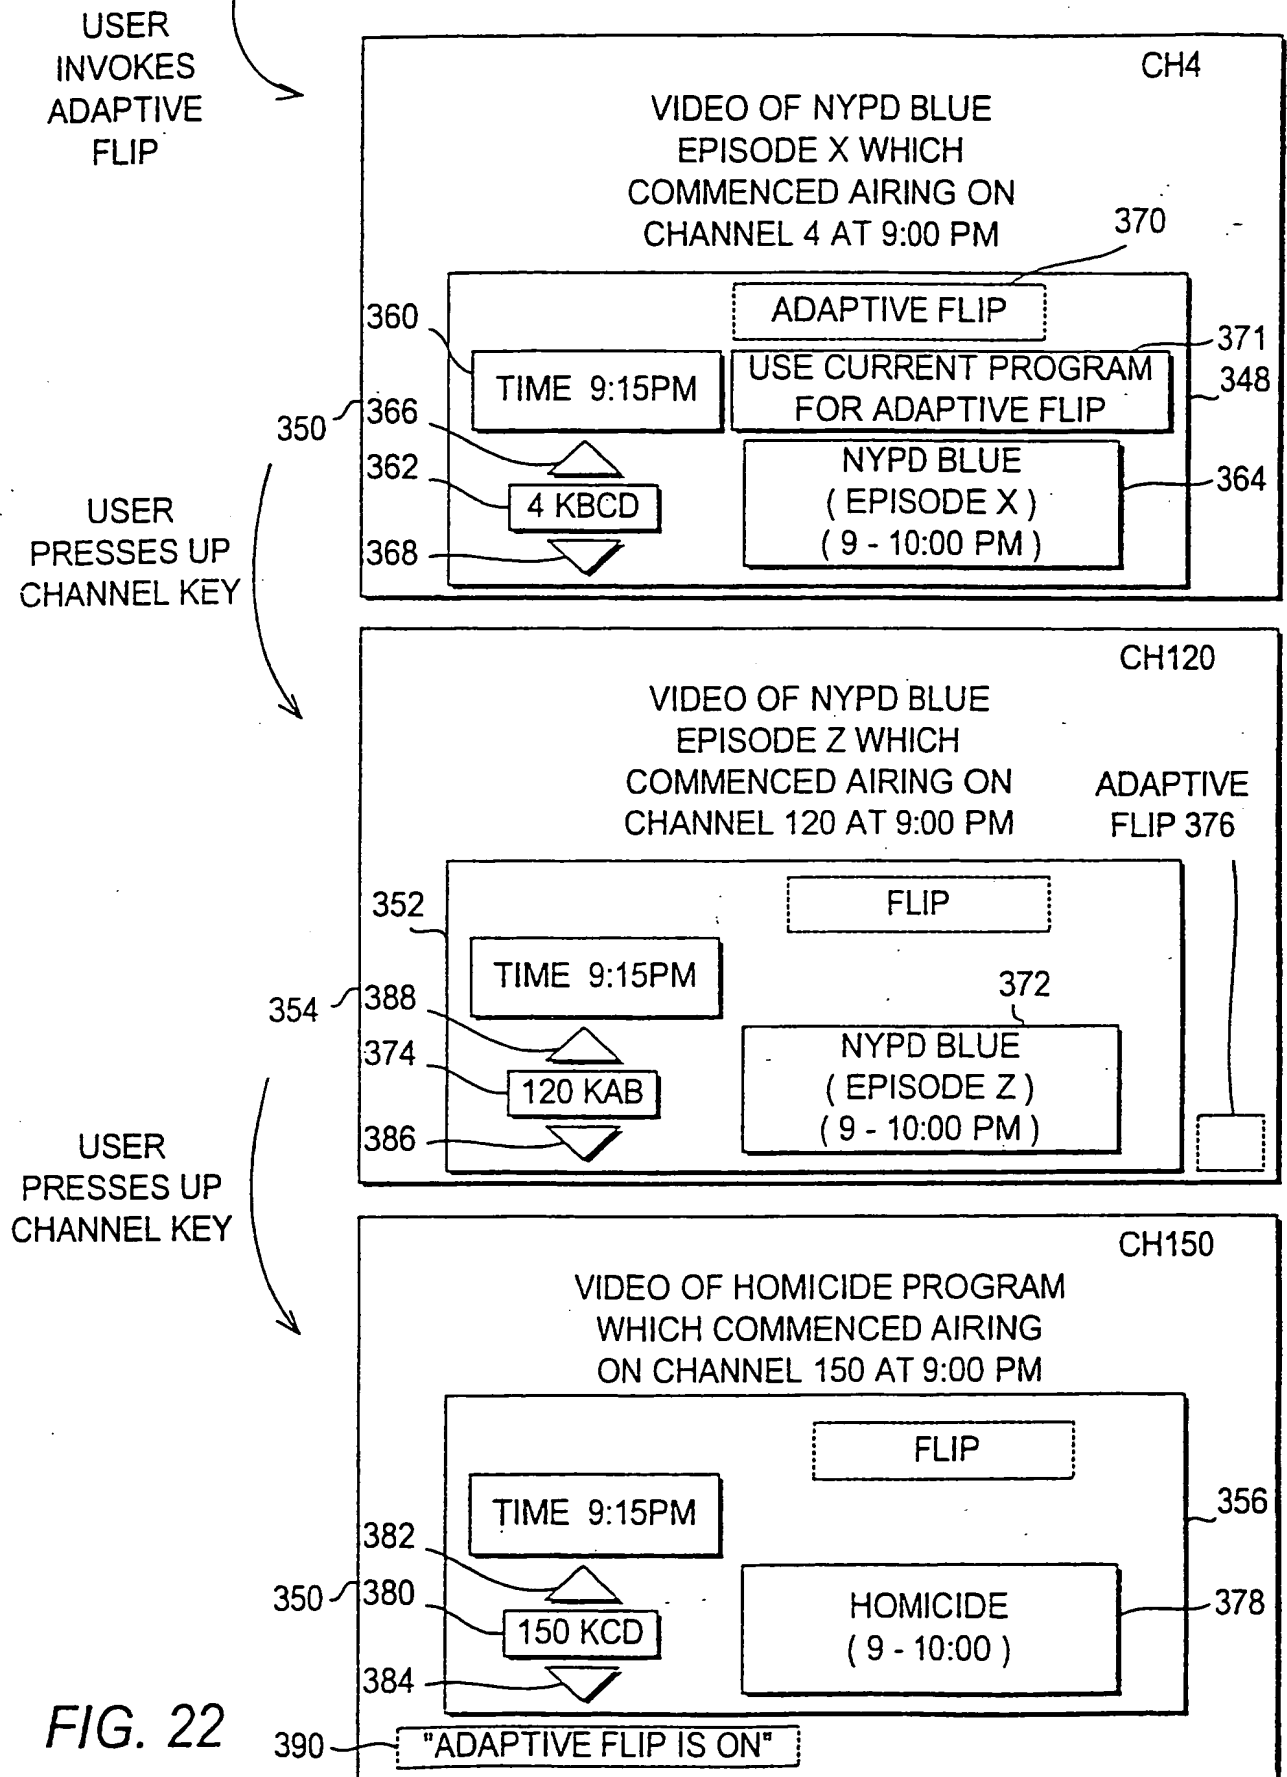 USER
INVOKES
ADAPTIVE
FLIP
CH4
VIDEO OF NYPD BLUE
EPISODE X WHICH
COMMENCED AIRING ON
CHANNEL 4 AT 9:00 PM
370
ADAPTIVE FLIP
360
371
TIME 9:15PM
USE CURRENT PROGRAM
FOR ADAPTIVE FLIP
348
350
366
362
4 KBCD
NYPD BLUE
( EPISODE X )
( 9 - 10:00 PM )
364
368
USER
PRESSES UP
CHANNEL KEY
CH120
VIDEO OF NYPD BLUE
EPISODE Z WHICH
COMMENCED AIRING ON
CHANNEL 120 AT 9:00 PM
ADAPTIVE
FLIP 376
352
FLIP
TIME 9:15PM
354
388
372
374
120 KAB
NYPD BLUE
( EPISODE Z )
( 9 - 10:00 PM )
386
USER
PRESSES UP
CHANNEL KEY
CH150
VIDEO OF HOMICIDE PROGRAM
WHICH COMMENCED AIRING
ON CHANNEL 150 AT 9:00 PM
FLIP
TIME 9:15PM
356
382
350
380
150 KCD
HOMICIDE
( 9 - 10:00 )
378
384
FIG. 22
390
"ADAPTIVE FLIP IS ON"